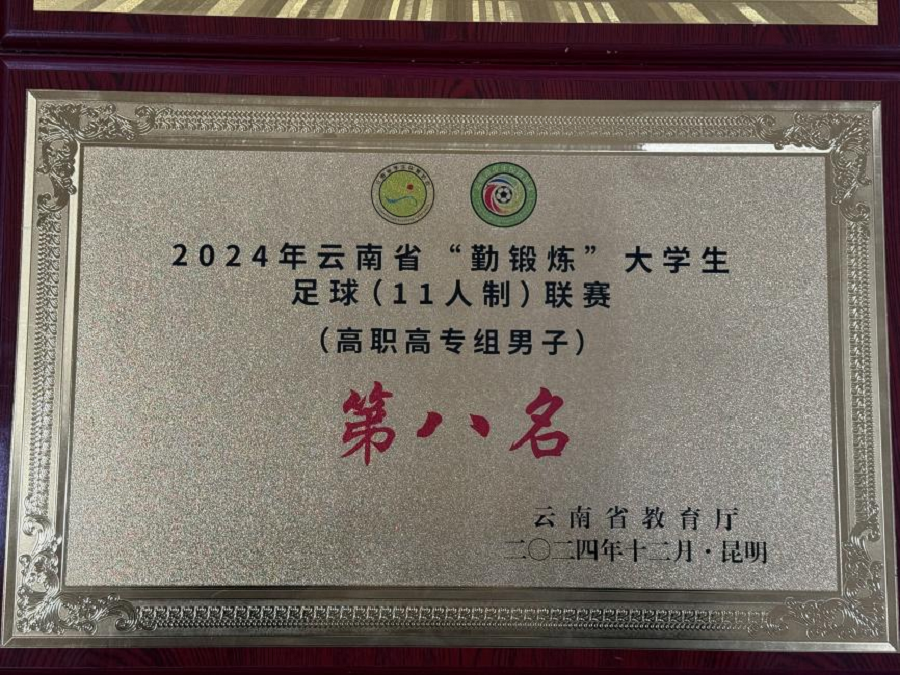 2024年云南省“勤锻炼”大学生
足球(11人制)联赛
(高职高专组男子)
第八名
云南省教育厅
二〇二四年十二月·昆明